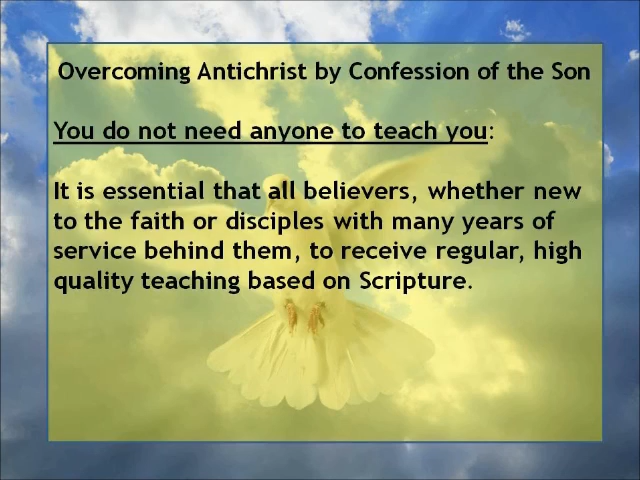 Overcoming Antichrist by Confession of the Son
You do not need anyone to teach you:
It is essential that all believers, whether new
to the faith or disciples with many years of
service behind them, to receive regular, high
quality teaching based on Scripture.